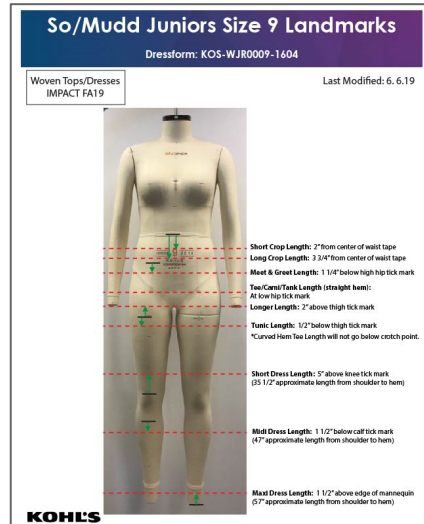 So/Mudd Juniors Size 9 Landmarks
Dressform: KOS-WJR0009-1604
Woven Tops/Dresses
IMPACT FA19
Last Modified: 6. 6.19
Short Crop Length: 2" from center of waist tape
Long Crop Length: 3 3/4" from center of waist tape
Meet & Greet Length: 1 1/4" below high hip tick mark
Tee/Cami/Tank Length (straight hem):
At low hip tick mark
Longer Length: 2" above thigh tick mark
Tunic Length: 1/2" below thigh tick mark
*Curved Hem Tee Length will not go below crotch point.
Short Dress Length: 5" above knee tick mark
(35 1/2" approximate length from shoulder to hem)
Midi Dress Length: 1 1/2" below calf tick mark
(47" approximate length from shoulder to hem)
Maxi Dress Length: 1 1/2" above edge of mannequin
(57" approximate length from shoulder to hem)
KOHL'S